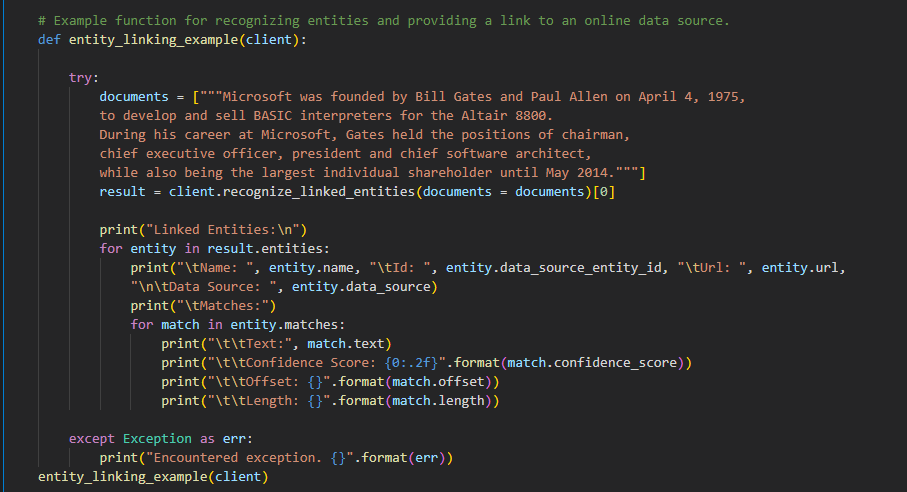 # Example function for recognizing entities and providing a link to an online data source.
def entity_linking_example(client):
try:
documents = ["""Microsoft was founded by Bill Gates and Paul Allen on April 4, 1975,
to develop and sell BASIC interpreters for the Altair 8800.
During his career at Microsoft, Gates held the positions of chairman,
chief executive officer, president and chief software architect,
while also being the largest individual shareholder until May 2014."""]
result = client.recognize_linked_entities(documents = documents)[0]
print("Linked Entities:\n")
for entity in result.entities:
print("\tName: ", entity.name, "\tId: ", entity.data_source_entity_id, "\tUrl: ", entity.url,
"\n\tData Source: ", entity.data_source)
print("\tMatches:")
for match in entity.matches:
print("\t\tText:", match.text)
print("\t\tConfidence Score: {0:.2f}".format(match.confidence_score))
print("\t\tOffset: {}".format(match.offset))
print("\t\tLength: {}".format(match.length))
except Exception as err:
print("Encountered exception. {}".format(err))
entity_linking_example(client)